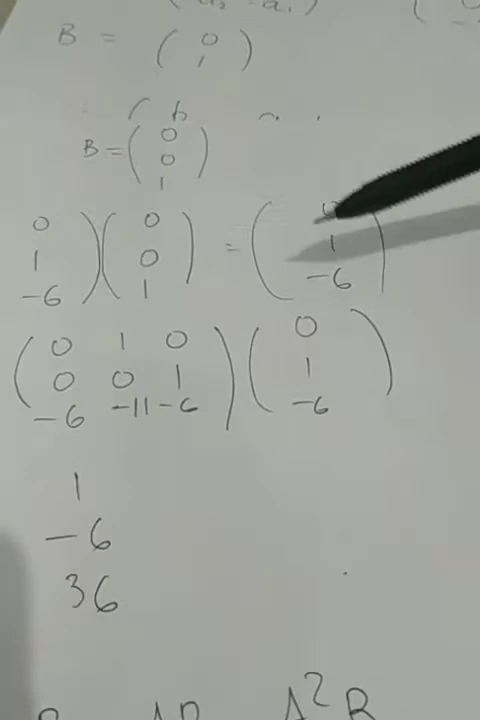 B = ( 0
1 )
B = ( 0
0
1 )
0
1
-6 ) ( 0
0
1 ) = ( 0
1
-6 )
( 0 1 0
0 0 1
-6 -11 -6 ) ( 0
1
-6 )
1
-6
36
A²B